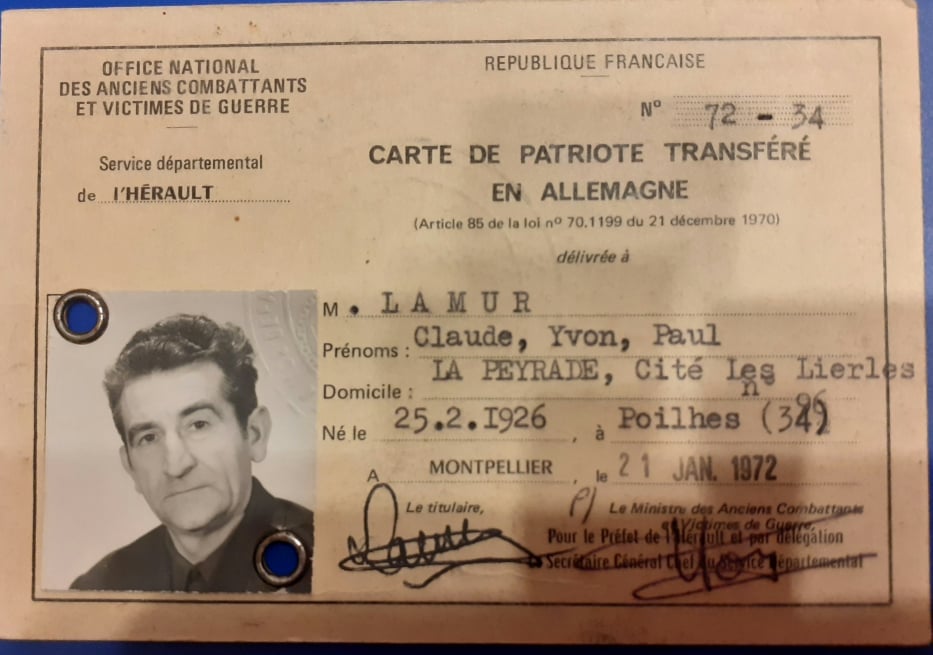 OFFICE NATIONAL
DES ANCIENS COMBATTANTS
ET VICTIMES DE GUERRE
Service départemental
de l'HÉRAULT
REPUBLIQUE FRANCAISE
N° 72 - 34
CARTE DE PATRIOTE TRANSFÉRÉ
EN ALLEMAGNE
(Article 85 de la loi nº 70.1199 du 21 décembre 1970)
délivrée à
M. LAMUR
Prénoms : Claude, Yvon, Paul
Domicile : LA PEYRADE, Cité Les Lierles
n° 96
Né le 25.2.I926, à Poilhes (34)
A MONTPELLIER, le 21 JAN. 1972
Le titulaire,
P/ Le Ministre des Anciens Combattants
et Victimes de Guerre,
Pour le Préfet de l'Hérault et par délégation
Le Secrétaire Général Chef du Service Départemental